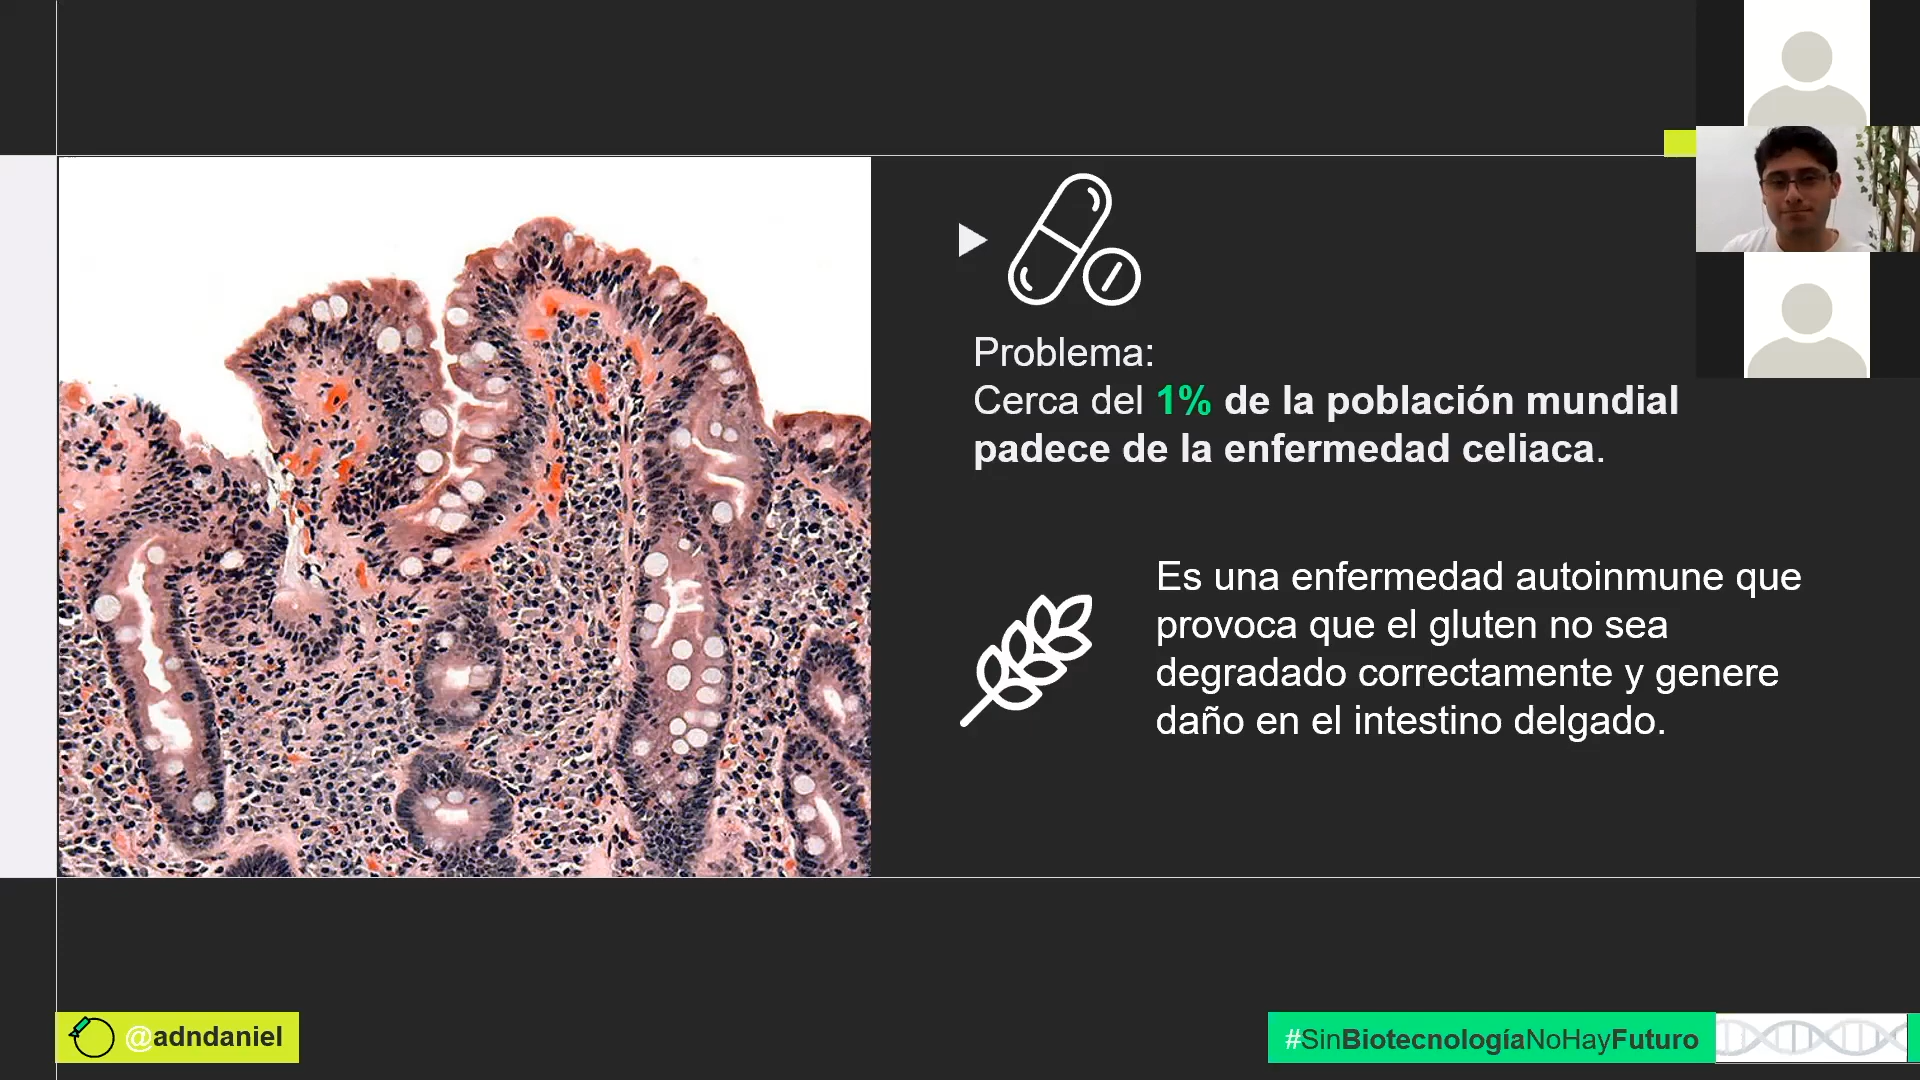 Problema:
Cerca del 1% de la población mundial
padece de la enfermedad celiaca.
Es una enfermedad autoinmune que
provoca que el gluten no sea
degradado correctamente y genere
daño en el intestino delgado.
@adndaniel
#SinBiotecnologíaNoHayFuturo